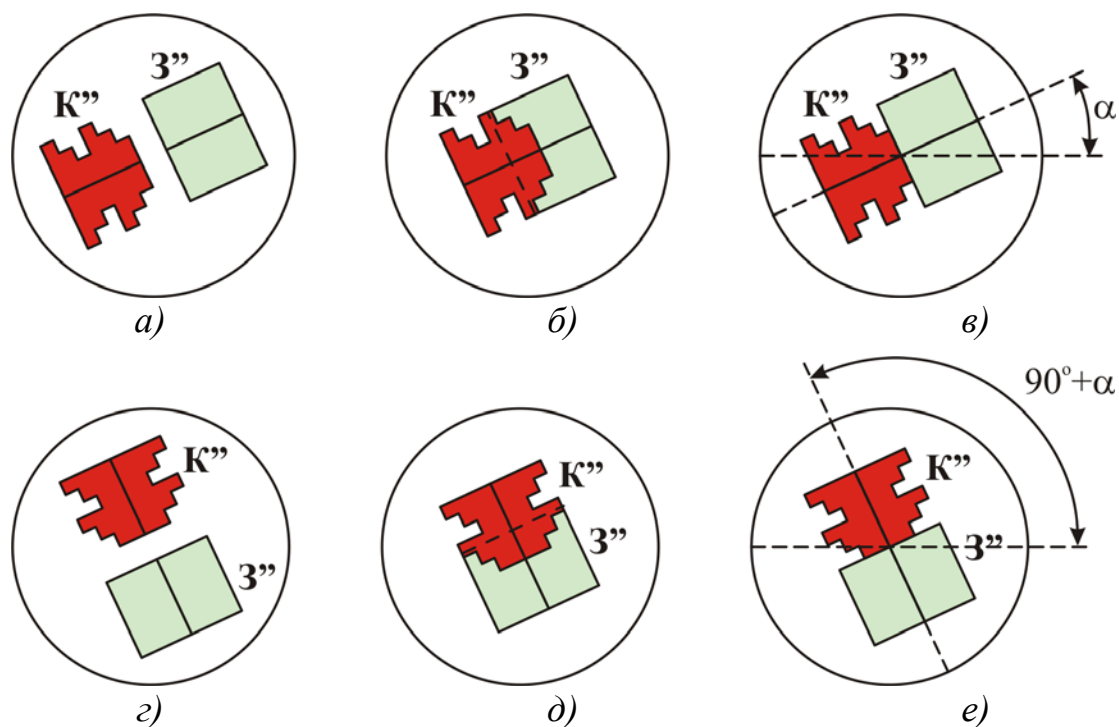 З” З” З”
К” К” К” α
а) б) в)
90°+α
К” К” К”
З” З” З”
г) д) е)